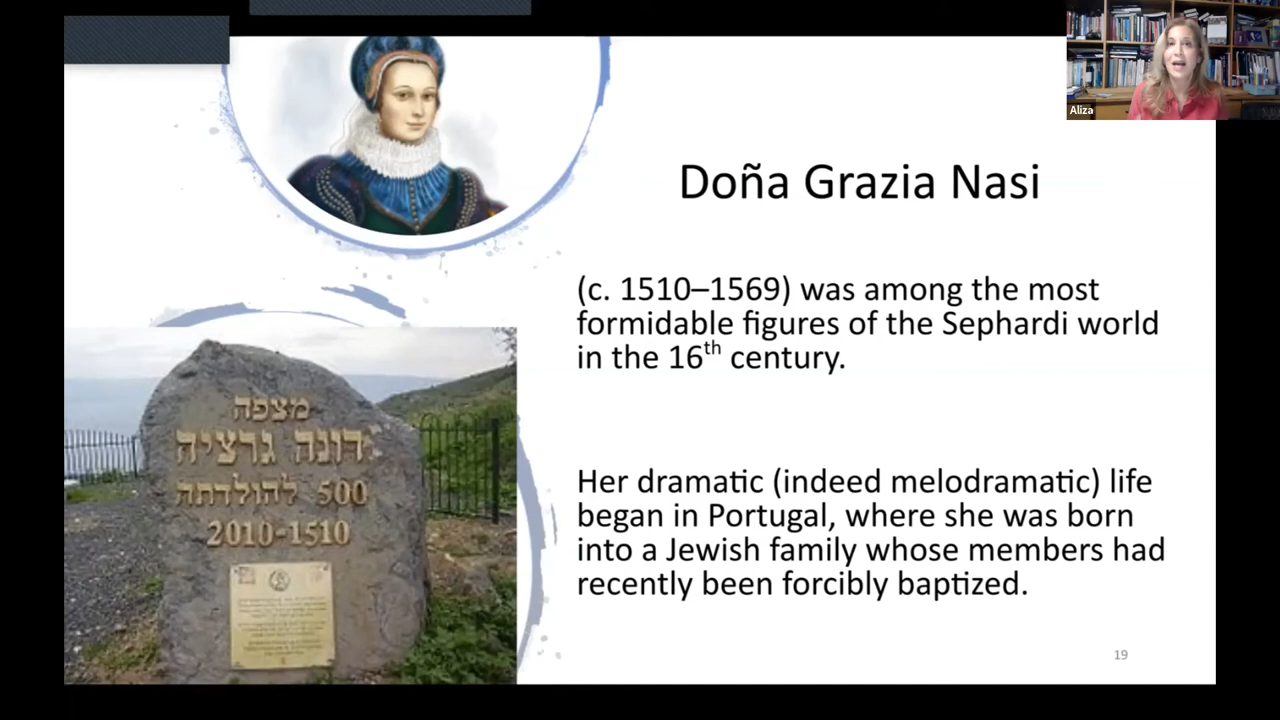 Aliza
Doña Grazia Nasi
(c. 1510–1569) was among the most
formidable figures of the Sephardi world
in the 16th century.
Her dramatic (indeed melodramatic) life
began in Portugal, where she was born
into a Jewish family whose members had
recently been forcibly baptized.
מצפה
דונה גרציה
500 להולדתה
2010-1510
19